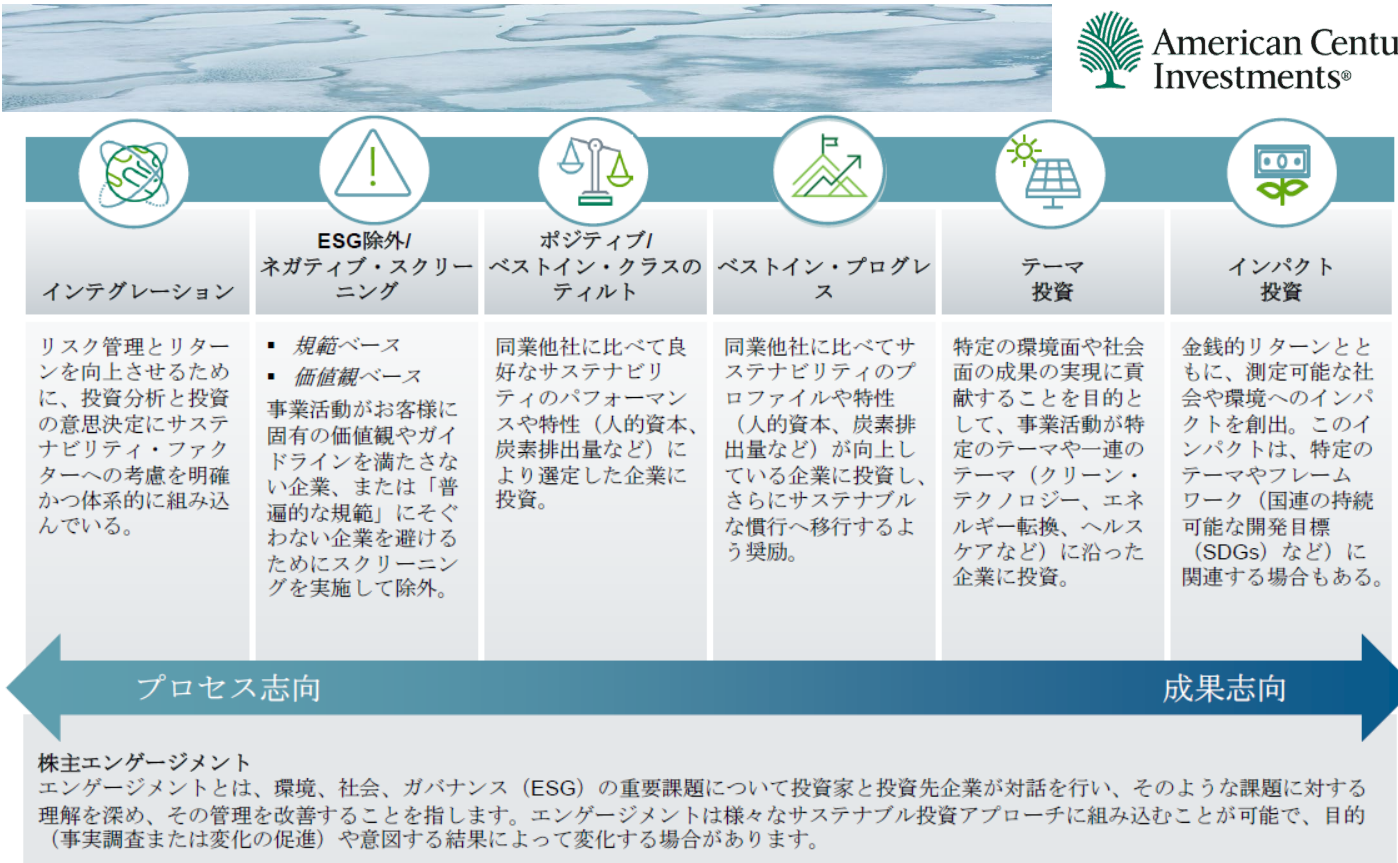 American Centu
Investments®
インテグレーション
ESG除外/
ネガティブ・スクリー
ニング
ポジティブ/
ベストイン・クラスの
ティルト
ベストイン・プログレ
ス
テーマ
投資
インパクト
投資
リスク管理とリター
ンを向上させるため
に、投資分析と投資
の意思決定にサステ
ナビリティ・ファク
ターへの考慮を明確
かつ体系的に組み込
んでいる。
▪ 規範ベース
▪ 価値観ベース
事業活動がお客様に
固有の価値観やガイ
ドラインを満たさな
い企業、または「普
遍的な規範」にそぐ
わない企業を避ける
ためにスクリーニン
グを実施して除外。
同業他社に比べて良
好なサステナビリ
ティのパフォーマン
スや特性（人的資本、
炭素排出量など）に
より選定した企業に
投資。
同業他社に比べてサ
ステナビリティのプ
ロファイルや特性
（人的資本、炭素排
出量など）が向上し
ている企業に投資し、
さらにサステナブル
な慣行へ移行するよ
う奨励。
特定の環境面や社会
面の成果の実現に貢
献することを目的と
して、事業活動が特
定のテーマや一連の
テーマ（クリーン・
テクノロジー、エネ
ルギー転換、ヘルス
ケアなど）に沿った
企業に投資。
金銭的リターンとと
もに、測定可能な社
会や環境へのインパ
クトを創出。このイ
ンパクトは、特定の
テーマやフレーム
ワーク（国連の持続
可能な開発目標
（SDGs）など）に
関連する場合もある。
プロセス志向
成果志向
株主エンゲージメント
エンゲージメントとは、環境、社会、ガバナンス（ESG）の重要課題について投資家と投資先企業が対話を行い、そのような課題に対する
理解を深め、その管理を改善することを指します。エンゲージメントは様々なサステナブル投資アプローチに組み込むことが可能で、目的
（事実調査または変化の促進）や意図する結果によって変化する場合があります。